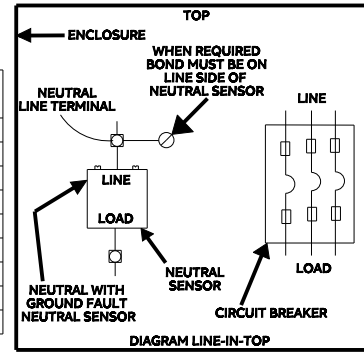 TOP
ENCLOSURE
WHEN REQUIRED
BOND MUST BE ON
LINE SIDE OF
NEUTRAL SENSOR
NEUTRAL
LINE TERMINAL
LINE
LINE
LOAD
LOAD
NEUTRAL
SENSOR
NEUTRAL WITH
GROUND FAULT
NEUTRAL SENSOR
CIRCUIT BREAKER
DIAGRAM LINE-IN-TOP